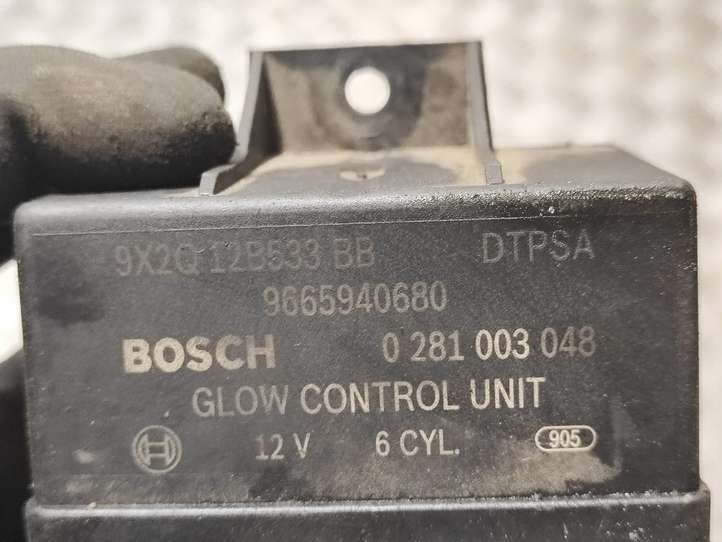 9X2Q 12B533 BB DTPSA
9665940680
BOSCH 0 281 003 048
GLOW CONTROL UNIT
12 V 6 CYL. 905